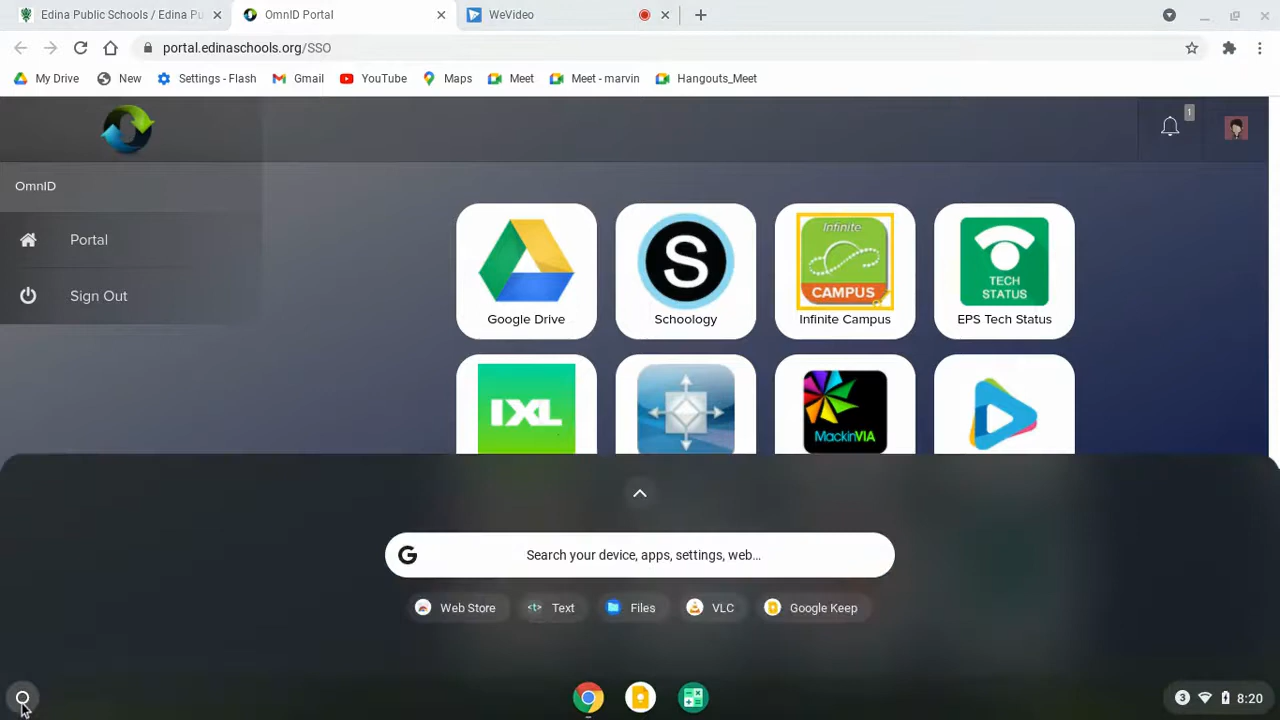 Edina Public Schools / Edina Pu
OmnID Portal
WeVideo
portal.edinaschools.org/SSO
My Drive
New
Settings - Flash
Gmail
YouTube
Maps
Meet
Meet - marvin
Hangouts_Meet
1
OmnID
Portal
Sign Out
Google Drive
S
Schoology
Infinite
CAMPUS
Infinite Campus
TECH
STATUS
EPS Tech Status
IXL
MackinVIA
G
Search your device, apps, settings, web...
Web Store
Text
Files
VLC
Google Keep
3
8:20